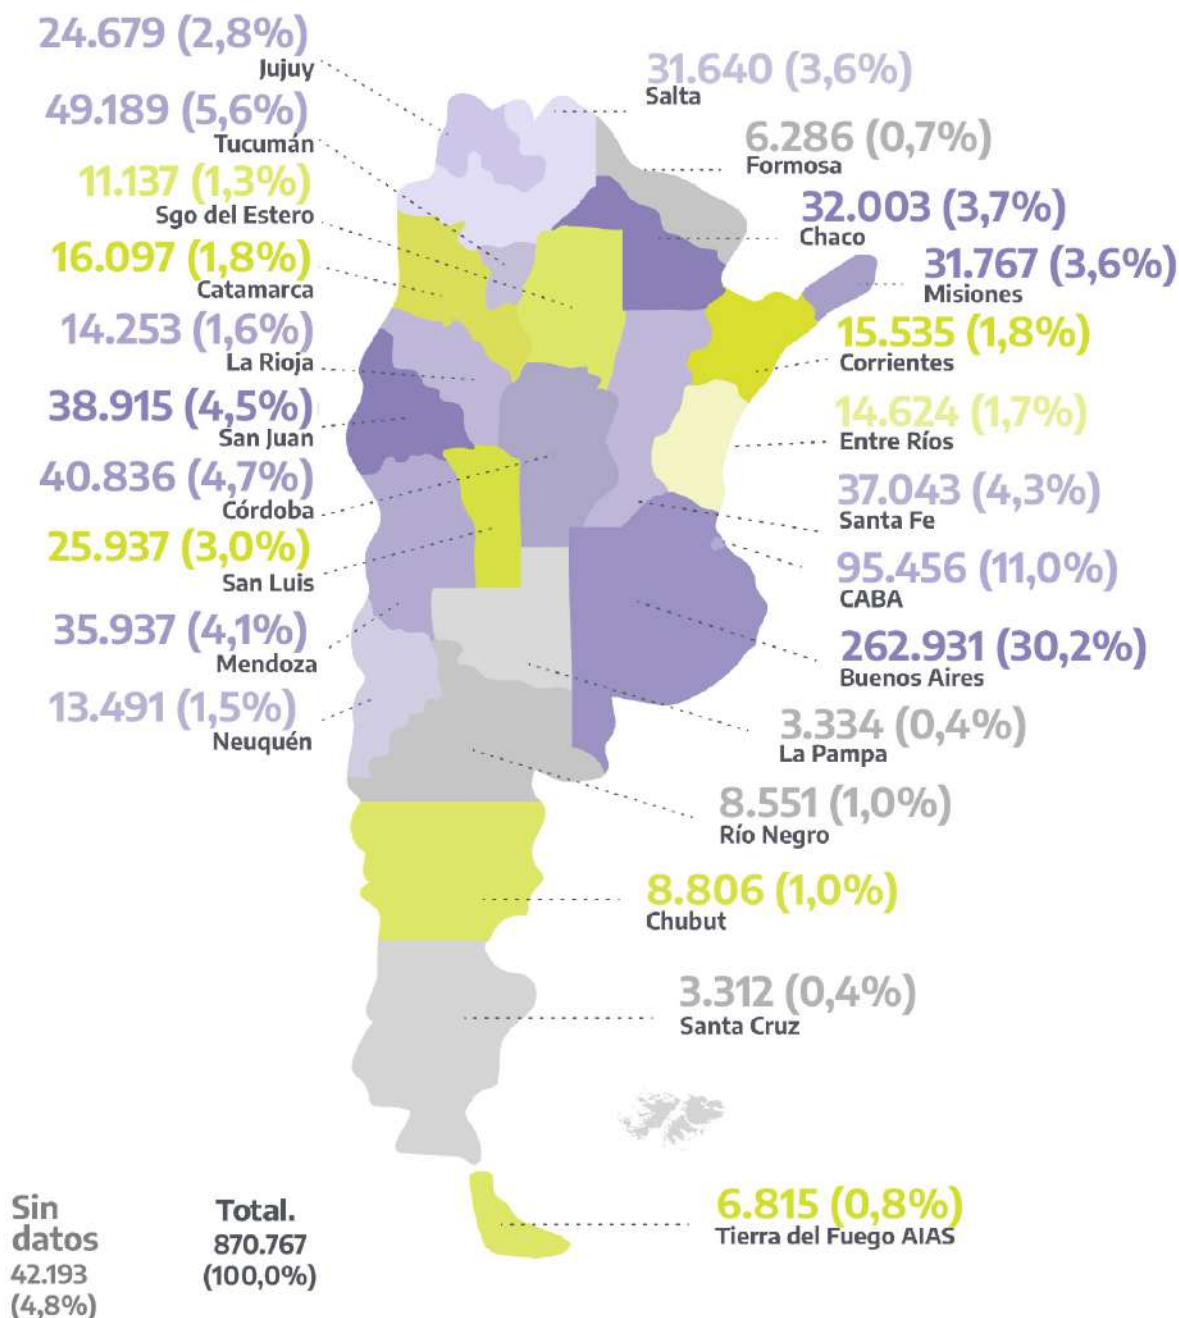 24.679 (2,8%)
Jujuy
49.189 (5,6%)
Tucumán
11.137 (1,3%)
Sgo del Estero
16.097 (1,8%)
Catamarca
14.253 (1,6%)
La Rioja
38.915 (4,5%)
San Juan
40.836 (4,7%)
Córdoba
25.937 (3,0%)
San Luis
35.937 (4,1%)
Mendoza
13.491 (1,5%)
Neuquén
31.640 (3,6%)
Salta
6.286 (0,7%)
Formosa
32.003 (3,7%)
Chaco
31.767 (3,6%)
Misiones
15.535 (1,8%)
Corrientes
14.624 (1,7%)
Entre Ríos
37.043 (4,3%)
Santa Fe
95.456 (11,0%)
CABA
262.931 (30,2%)
Buenos Aires
3.334 (0,4%)
La Pampa
8.551 (1,0%)
Río Negro
8.806 (1,0%)
Chubut
3.312 (0,4%)
Santa Cruz
6.815 (0,8%)
Tierra del Fuego AIAS
Sin
datos
42.193
(4,8%)
Total.
870.767
(100,0%)